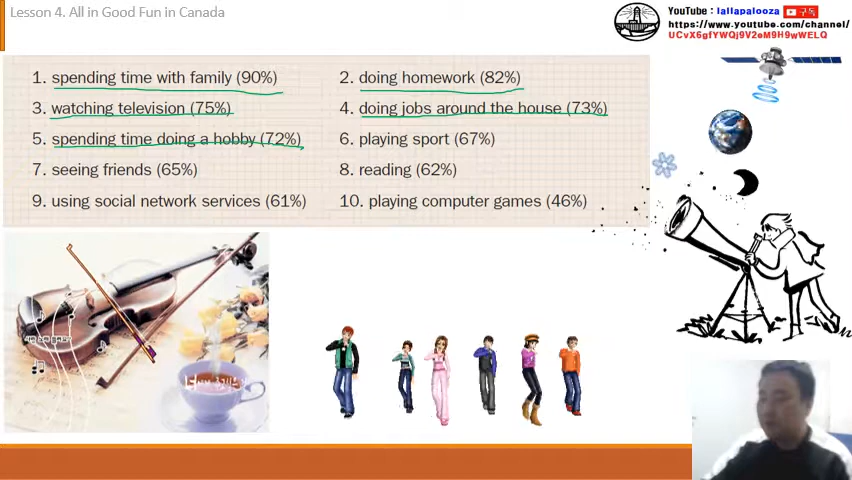 Lesson 4. All in Good Fun in Canada
YouTube : lallapalooza 구독
https://www.youtube.com/channel/
UCvX6gfYWQj9V2eM9H9wWELQ
1. spending time with family (90%)
2. doing homework (82%)
3. watching television (75%)
4. doing jobs around the house (73%)
5. spending time doing a hobby (72%)
6. playing sport (67%)
7. seeing friends (65%)
8. reading (62%)
9. using social network services (61%)
10. playing computer games (46%)